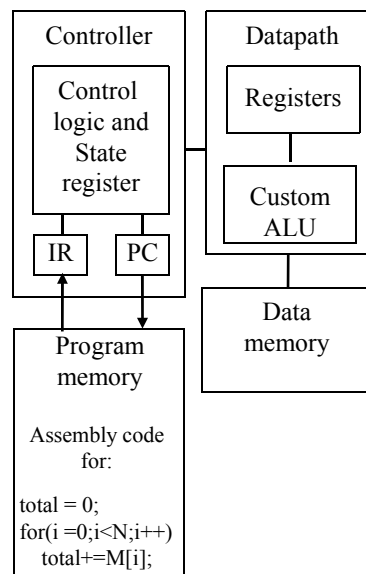 Controller
Control
logic and
State
register
IR
PC
Datapath
Registers
Custom
ALU
Data
memory
Program
memory
Assembly code
for:
total = 0;
for(i =0;i<N;i++)
total+=M[i];